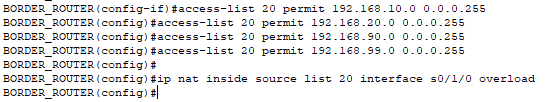 BORDER_ROUTER(config-if)#access-list 20 permit 192.168.10.0 0.0.0.255
BORDER_ROUTER(config)#access-list 20 permit 192.168.20.0 0.0.0.255
BORDER_ROUTER(config)#access-list 20 permit 192.168.90.0 0.0.0.255
BORDER_ROUTER(config)#access-list 20 permit 192.168.99.0 0.0.0.255
BORDER_ROUTER(config)#
BORDER_ROUTER(config)#ip nat inside source list 20 interface s0/1/0 overload
BORDER_ROUTER(config)#